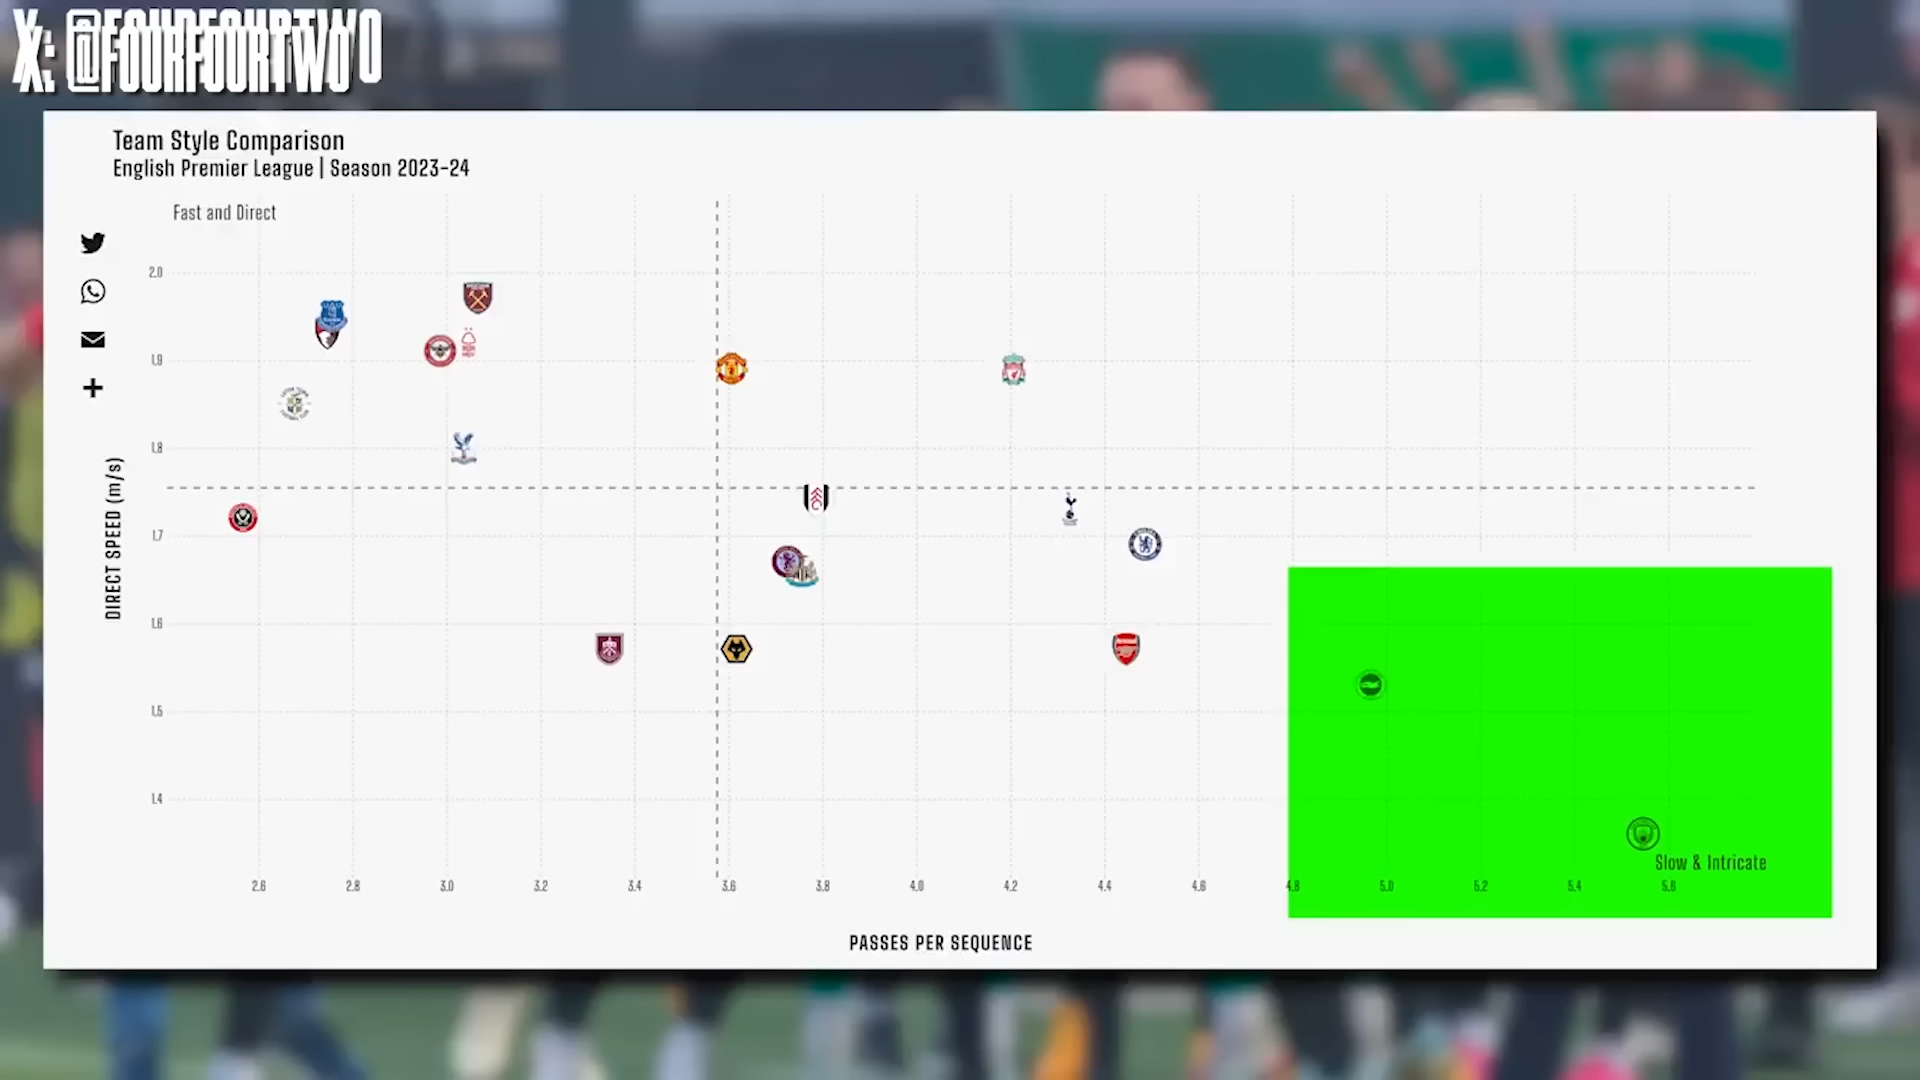 X: @FOURFOURTWO
Team Style Comparison
English Premier League | Season 2023-24
Fast and Direct
2.0
1.9
1.8
1.7
1.6
1.5
1.4
DIRECT SPEED (m/s)
Slow & Intricate
2.6 2.8 3.0 3.2 3.4 3.6 3.8 4.0 4.2 4.4 4.6 4.8 5.0 5.2 5.4 5.6
PASSES PER SEQUENCE